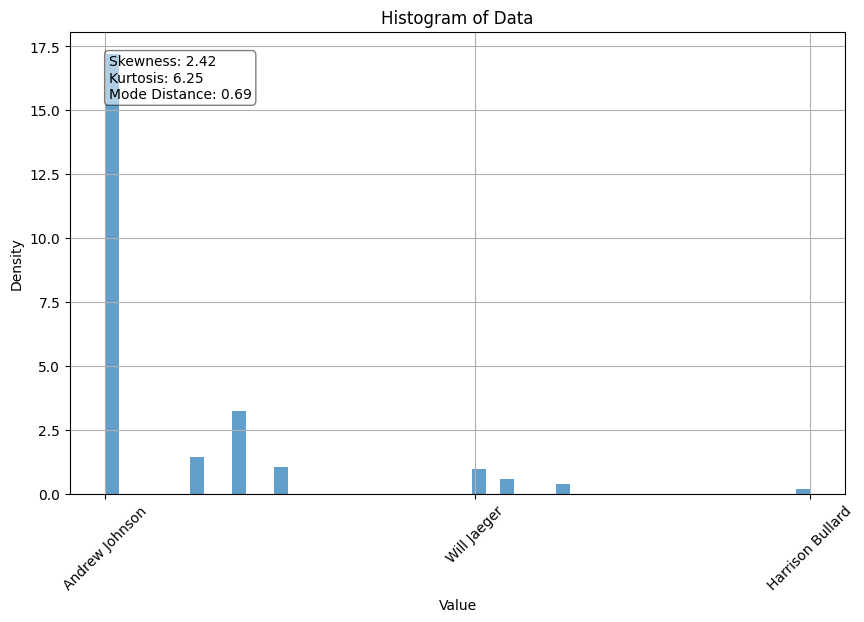 Histogram of Data
17.5
15.0
12.5
10.0
7.5
5.0
2.5
0.0
Density
Skewness: 2.42
Kurtosis: 6.25
Mode Distance: 0.69
Andrew Johnson
Will Jaeger
Harrison Bullard
Value